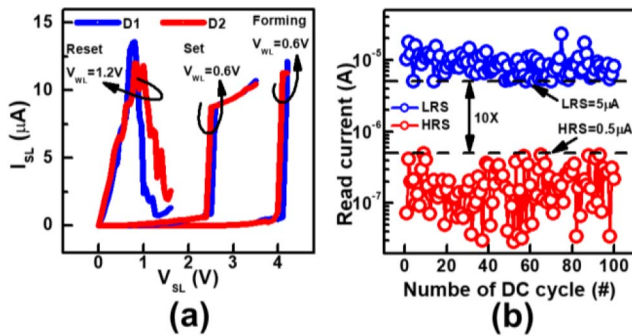 D1 D2
Forming
V_WL=0.6V
Reset
V_WL=1.2V
Set
V_WL=0.6V
15
10
5
0
I_SL (μA)
0 1 2 3 4
V_SL (V)
(a)
10⁻⁵
10⁻⁶
10⁻⁷
Read current (A)
LRS
HRS
10X
LRS=5μA
HRS=0.5μA
0 20 40 60 80 100
Numbe of DC cycle (#)
(b)